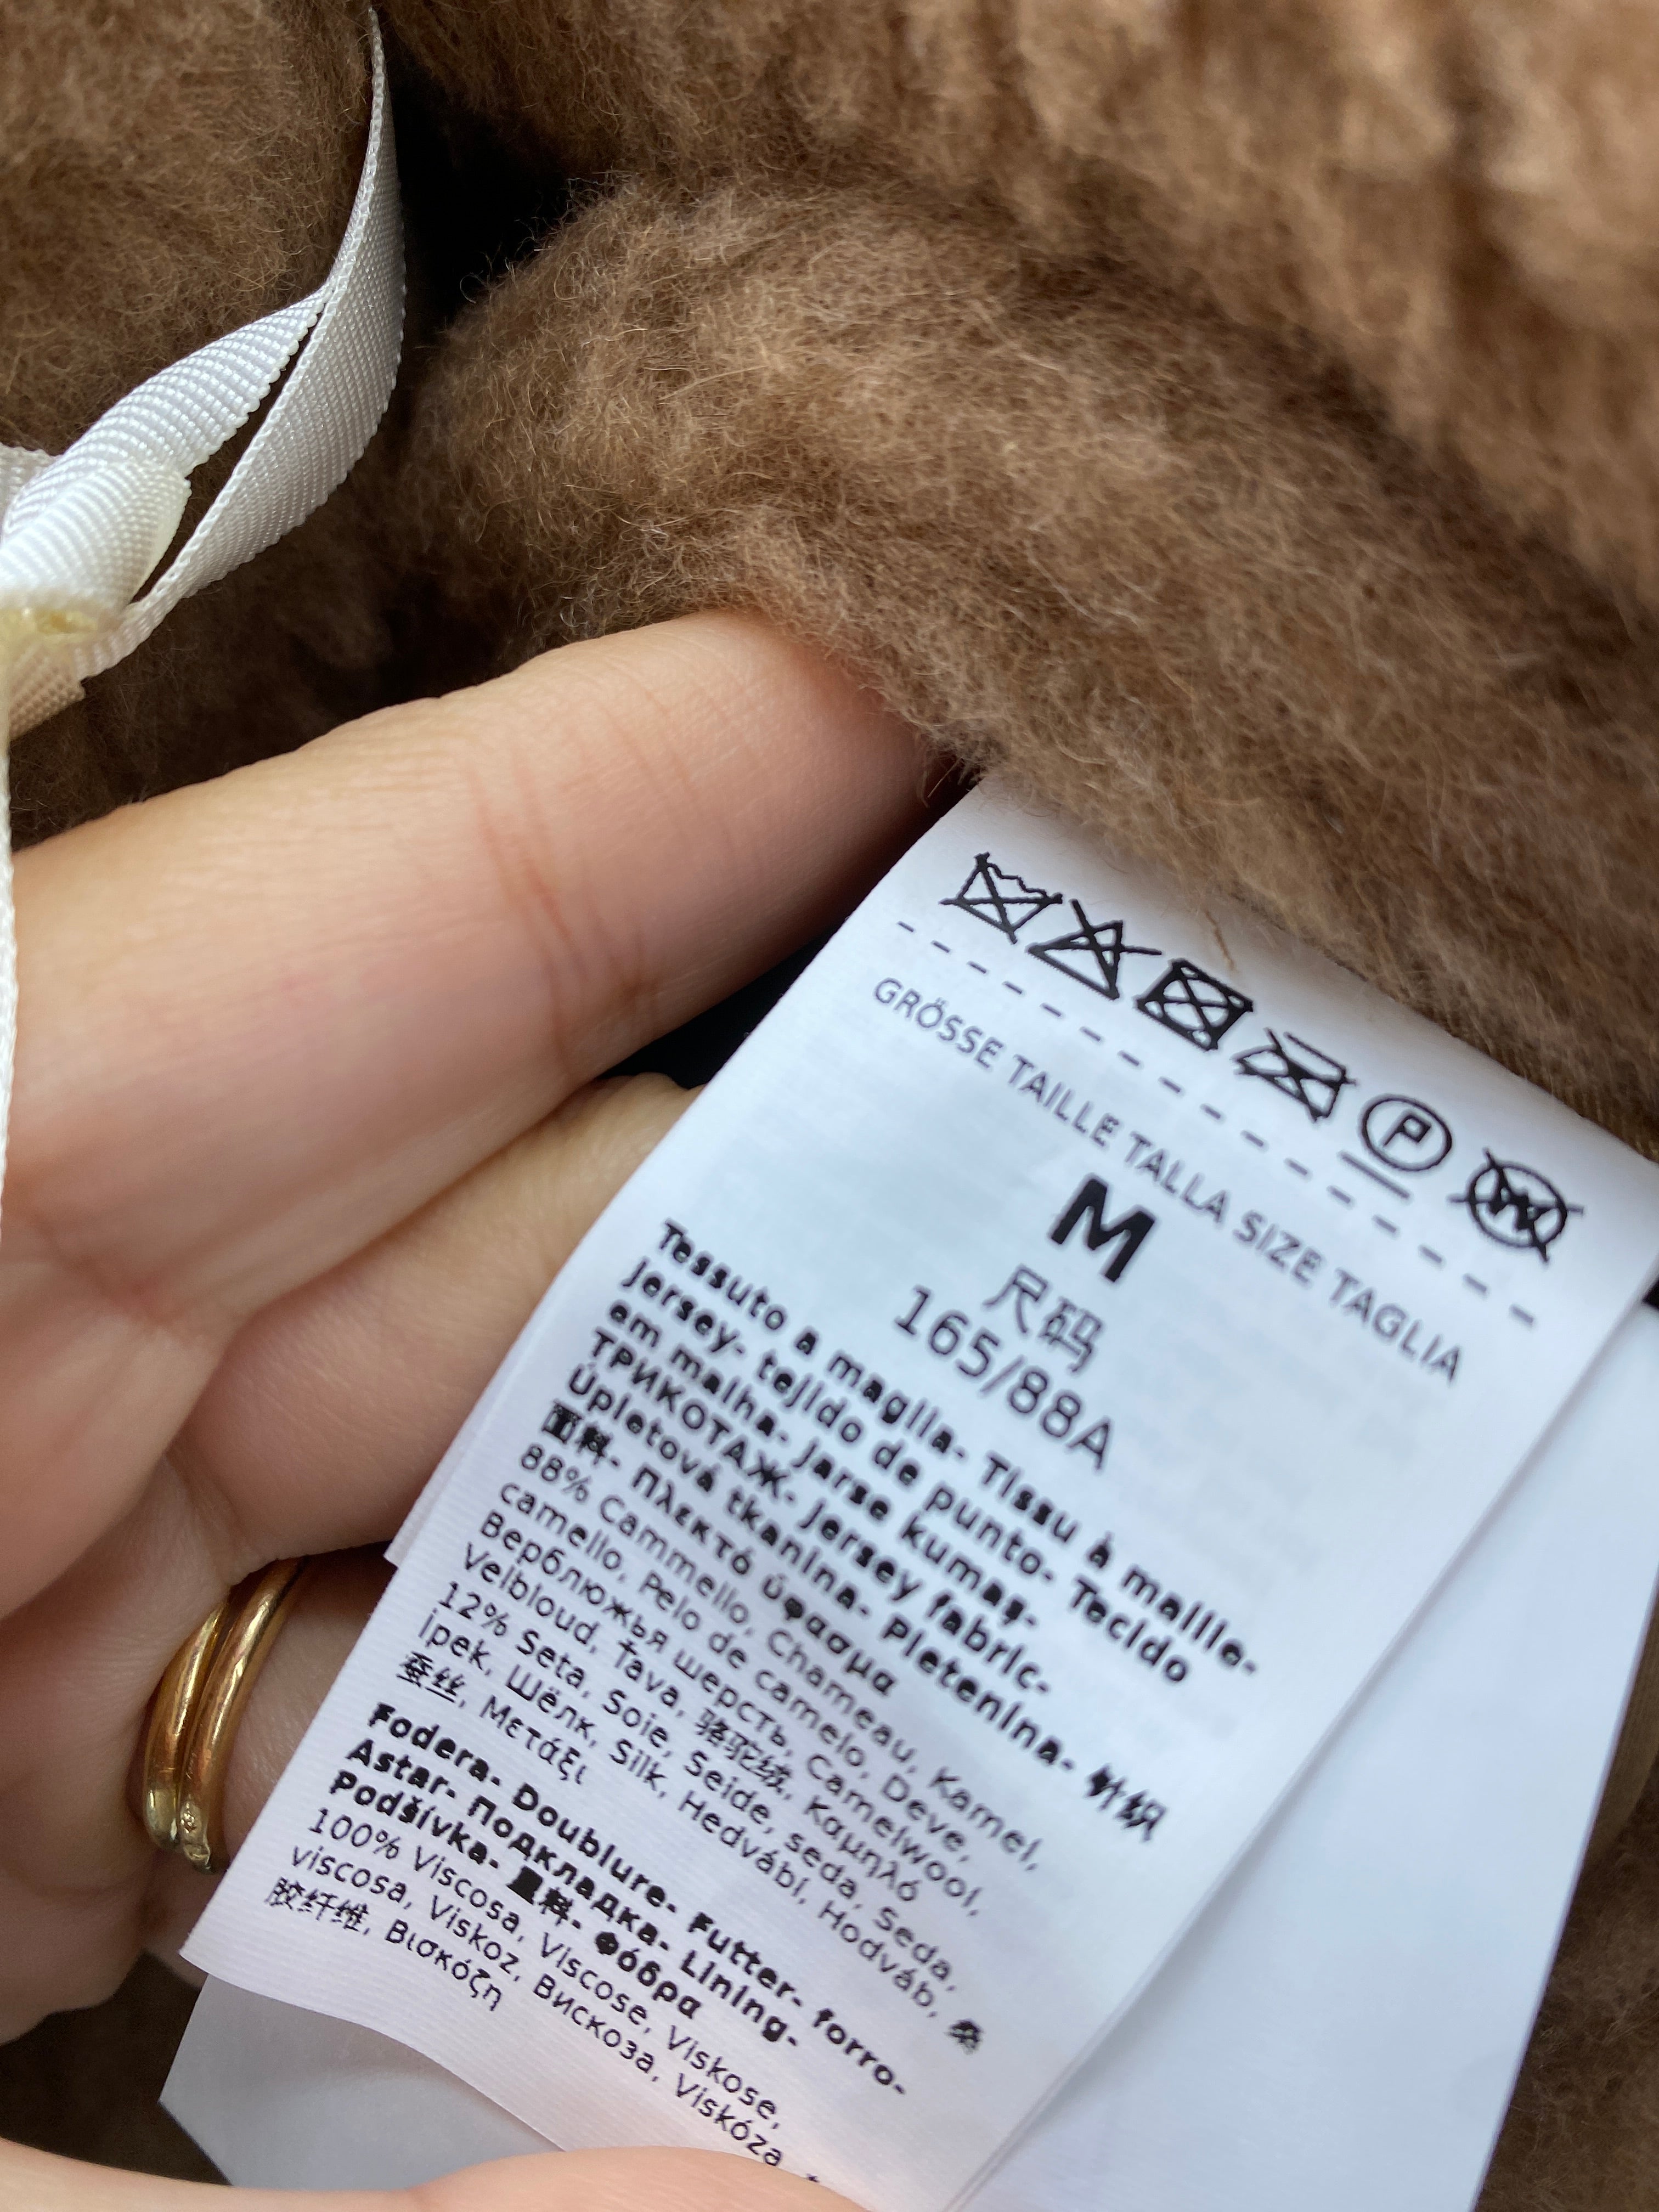 P
W
GRÖSSE TAILLE TALLA SIZE TAGLIA
M
尺码
165/88A
Tessuto a maglia- Tissu à maille-
Jersey- tejido de punto- Tecido
em malha- jarse kumaş-
ТРИКОТАЖ- Jersey fabric-
Úpletová tkanina- Pletenina- 针织
面料- Πλεκτό ύφασμα
88% Cammello, Chameau, Kamel,
camello, Pelo de camelo, Deve,
Верблюжья шерсть, Camelwool,
Velbloud, Ťava, 骆驼绒, Καμηλό
12% Seta, Soie, Seide, seda, Seda,
İpek, Шёлк, Silk, Hedvábí, Hodváb, 桑
蚕丝, Μετάξι
Fodera- Doublure- Futter- forro-
Astar- Подкладка- Lining-
Podšívka- 里料- Φόδρα
100% Viscosa, Viscose, Viskose,
viscosa, Viskoz, Вискоза, Viskóza,
胶纤维, Βισκόζη